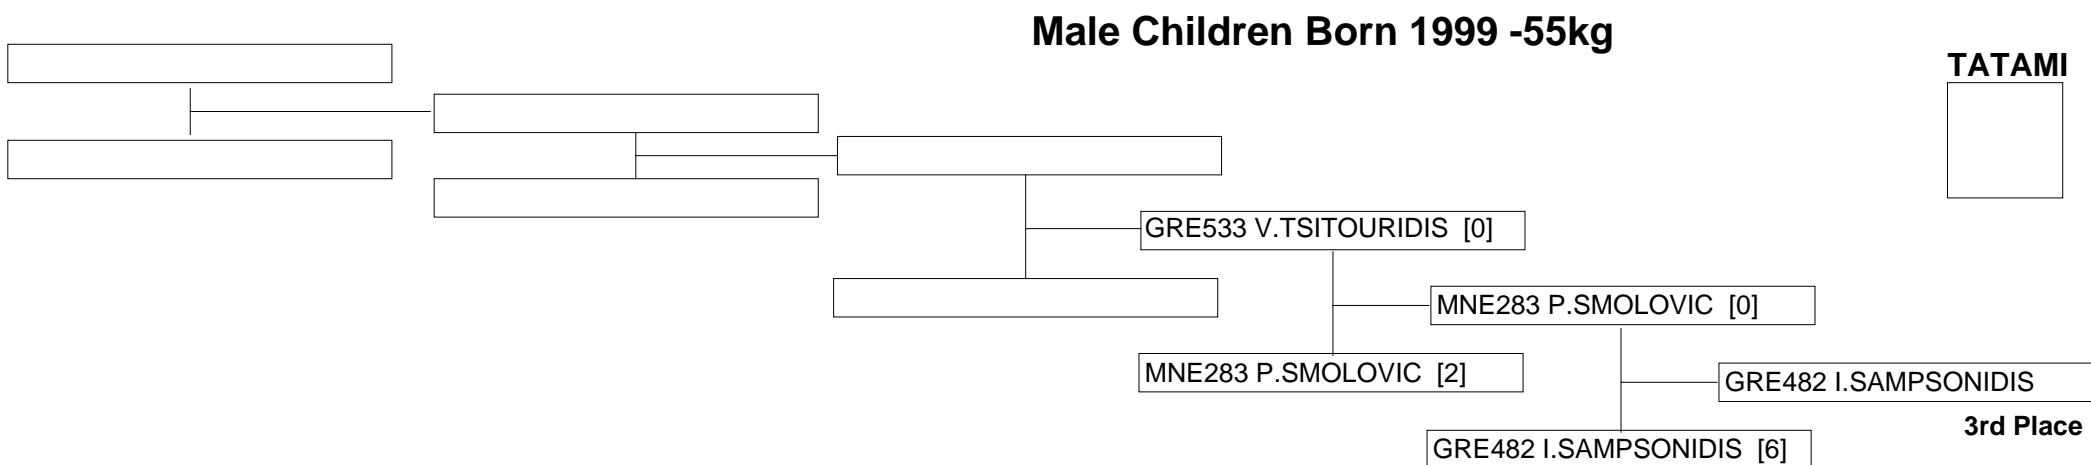 Male Children Born 1999 -55kg
TATAMI
GRE533 V.TSITOURIDIS [0]
MNE283 P.SMOLOVIC [0]
MNE283 P.SMOLOVIC [2]
GRE482 I.SAMPSONIDIS
3rd Place
GRE482 I.SAMPSONIDIS [6]